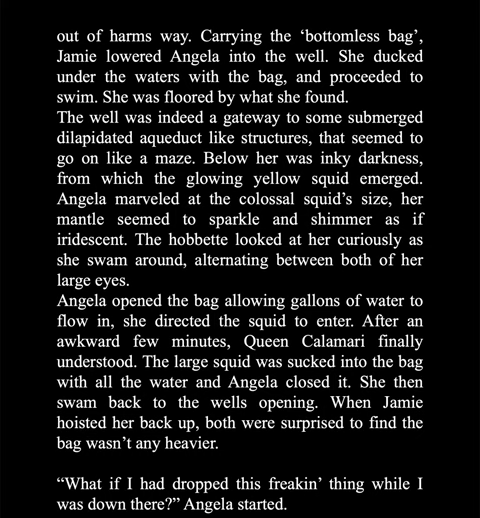 out of harms way. Carrying the ‘bottomless bag’,
Jamie lowered Angela into the well. She ducked
under the waters with the bag, and proceeded to
swim. She was floored by what she found.
The well was indeed a gateway to some submerged
dilapidated aqueduct like structures, that seemed to
go on like a maze. Below her was inky darkness,
from which the glowing yellow squid emerged.
Angela marveled at the colossal squid’s size, her
mantle seemed to sparkle and shimmer as if
iridescent. The hobbette looked at her curiously as
she swam around, alternating between both of her
large eyes.
Angela opened the bag allowing gallons of water to
flow in, she directed the squid to enter. After an
awkward few minutes, Queen Calamari finally
understood. The large squid was sucked into the bag
with all the water and Angela closed it. She then
swam back to the wells opening. When Jamie
hoisted her back up, both were surprised to find the
bag wasn’t any heavier.
“What if I had dropped this freakin’ thing while I
was down there?” Angela started.